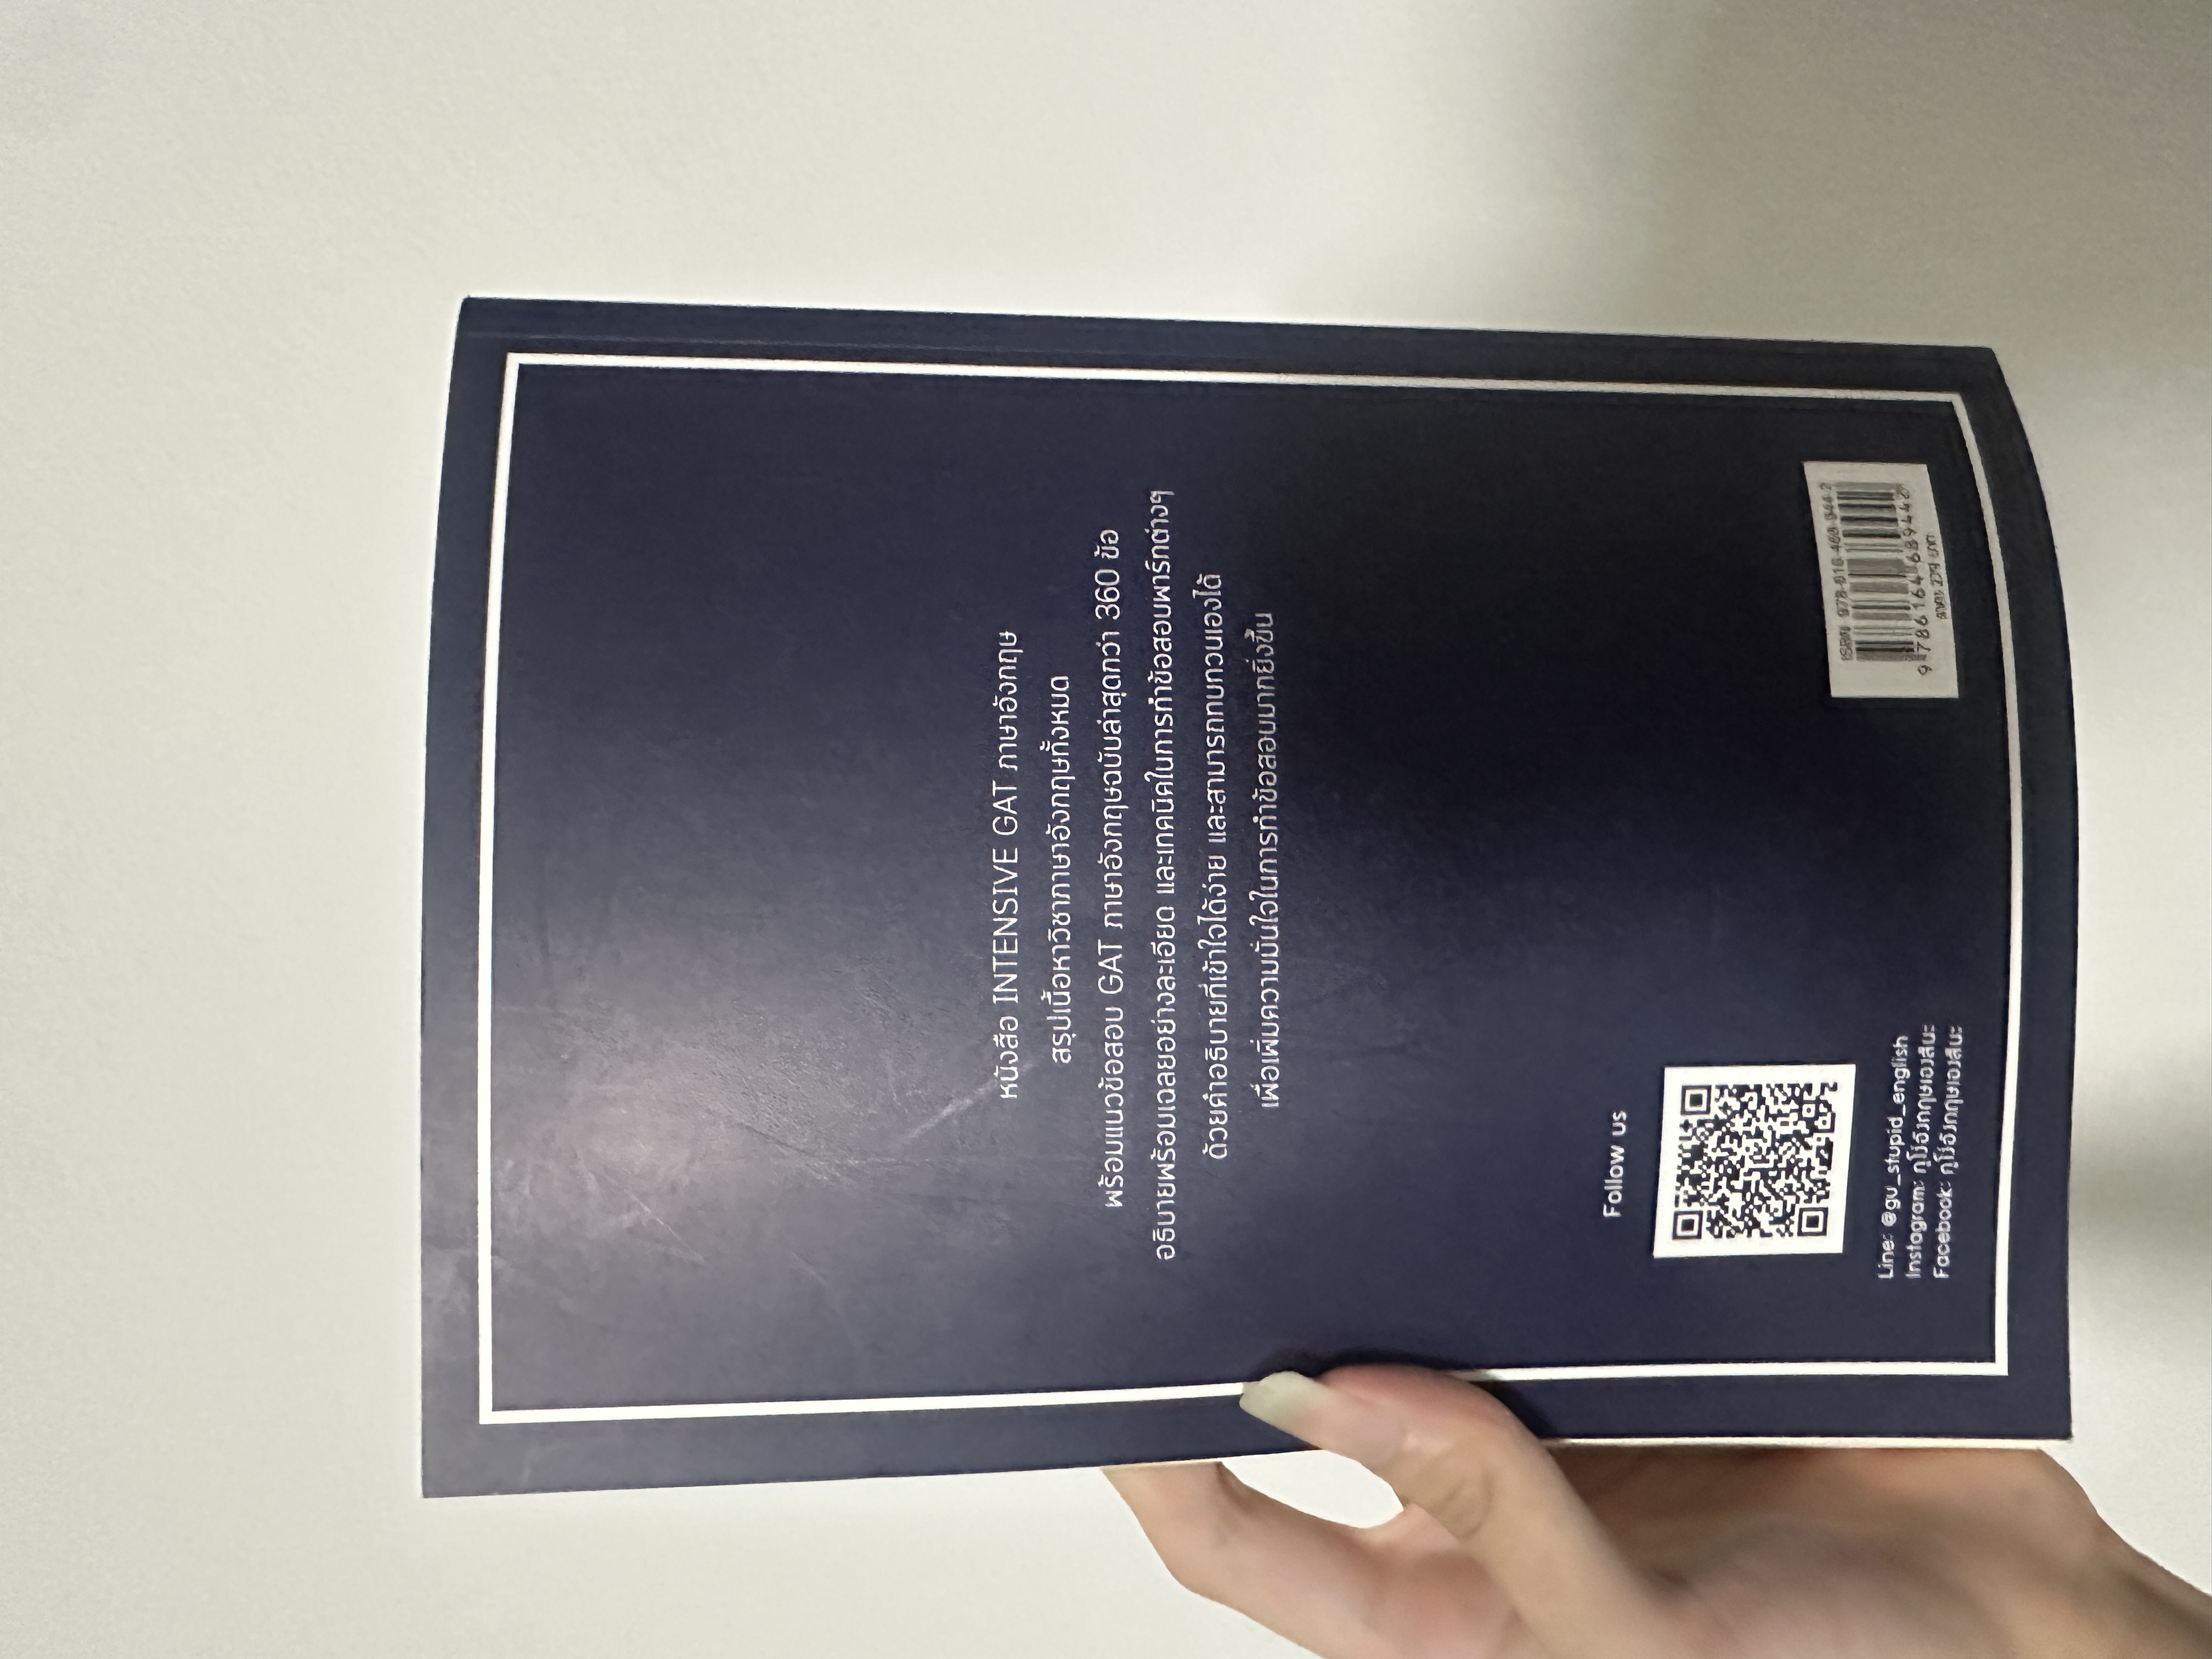 หนังสือ INTENSIVE GAT ภาษาอังกฤษ
สรุปเนื้อหาวิชาภาษาอังกฤษทั้งหมด
พร้อมแนวข้อสอบ GAT ภาษาอังกฤษฉบับล่าสุดกว่า 360 ข้อ
อธิบายพร้อมเฉลยอย่างละเอียด และเทคนิคในการทำข้อสอบพาร์ทต่างๆ
ด้วยคำอธิบายที่เข้าใจได้ง่าย และสามารถทบทวนเองได้
เพื่อเพิ่มความมั่นใจในการทำข้อสอบมากยิ่งขึ้น
Follow us
Line: @gu_stupid_english
Instagram: กูโง่อังกฤษเองสินะ
Facebook: กูโง่อังกฤษเองสินะ
ISBN
9 786164 689442
ราคา บาท